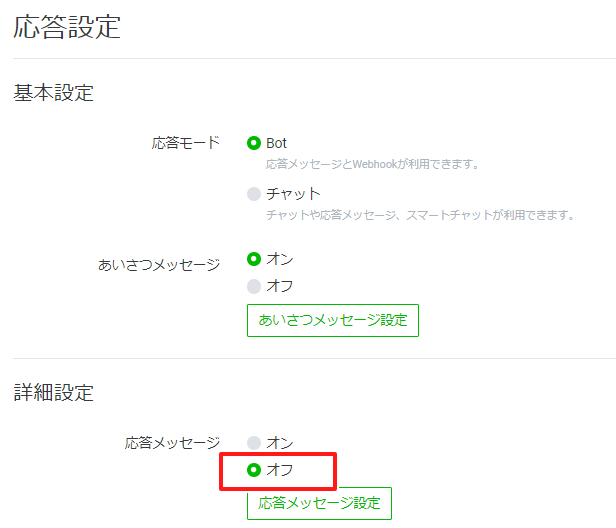 応答設定
基本設定
応答モード
Bot
応答メッセージとWebhookが利用できます。
チャット
チャットや応答メッセージ、スマートチャットが利用できます。
あいさつメッセージ
オン
オフ
あいさつメッセージ設定
詳細設定
応答メッセージ
オン
オフ
応答メッセージ設定